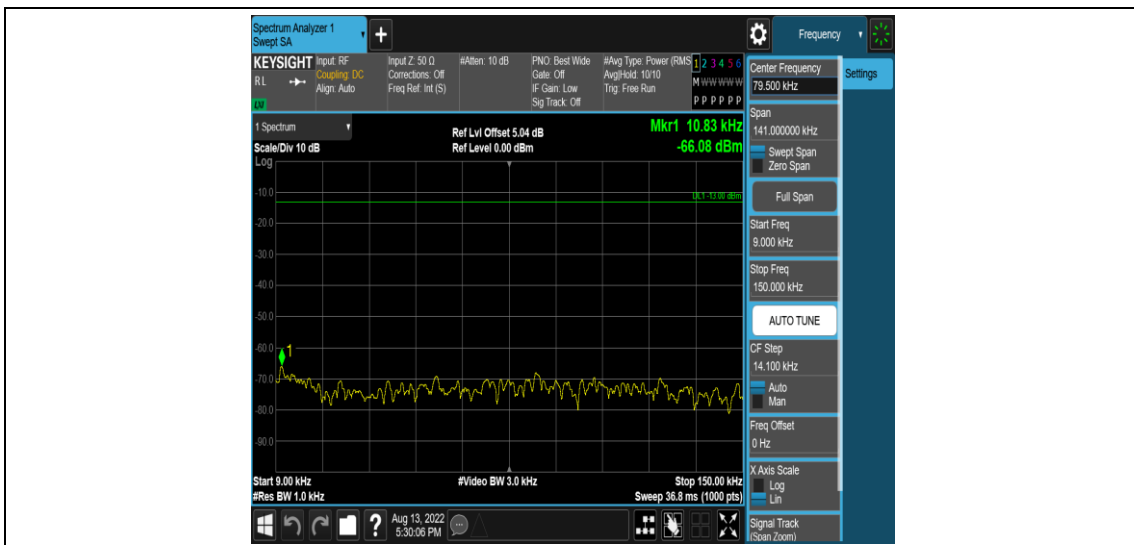 Spectrum Analyzer 1
Swept SA
+
Frequency
KEYSIGHT
RL
LXI
Input: RF
Coupling: DC
Align: Auto
Input Z: 50 Ω
Corrections: Off
Freq Ref: Int (S)
#Atten: 10 dB
PNO: Best Wide
Gate: Off
IF Gain: Low
Sig Track: Off
#Avg Type: Power (RMS
Avg|Hold: 10/10
Trig: Free Run
1 2 3 4 5 6
M W W W W W
P P P P P P
1 Spectrum
Scale/Div 10 dB
Log
Ref Lvl Offset 5.04 dB
Ref Level 0.00 dBm
Mkr1 10.83 kHz
-66.08 dBm
DL1 -13.00 dBm
-10.0
-20.0
-30.0
-40.0
-50.0
-60.0
-70.0
-80.0
-90.0
1
Start 9.00 kHz
#Res BW 1.0 kHz
#Video BW 3.0 kHz
Stop 150.00 kHz
Sweep 36.8 ms (1000 pts)
?
Aug 13, 2022
5:30:06 PM
Center Frequency
79.500 kHz
Span
141.000000 kHz
Swept Span
Zero Span
Full Span
Start Freq
9.000 kHz
Stop Freq
150.000 kHz
AUTO TUNE
CF Step
14.100 kHz
Auto
Man
Freq Offset
0 Hz
X Axis Scale
Log
Lin
Signal Track
(Span Zoom)
Settings